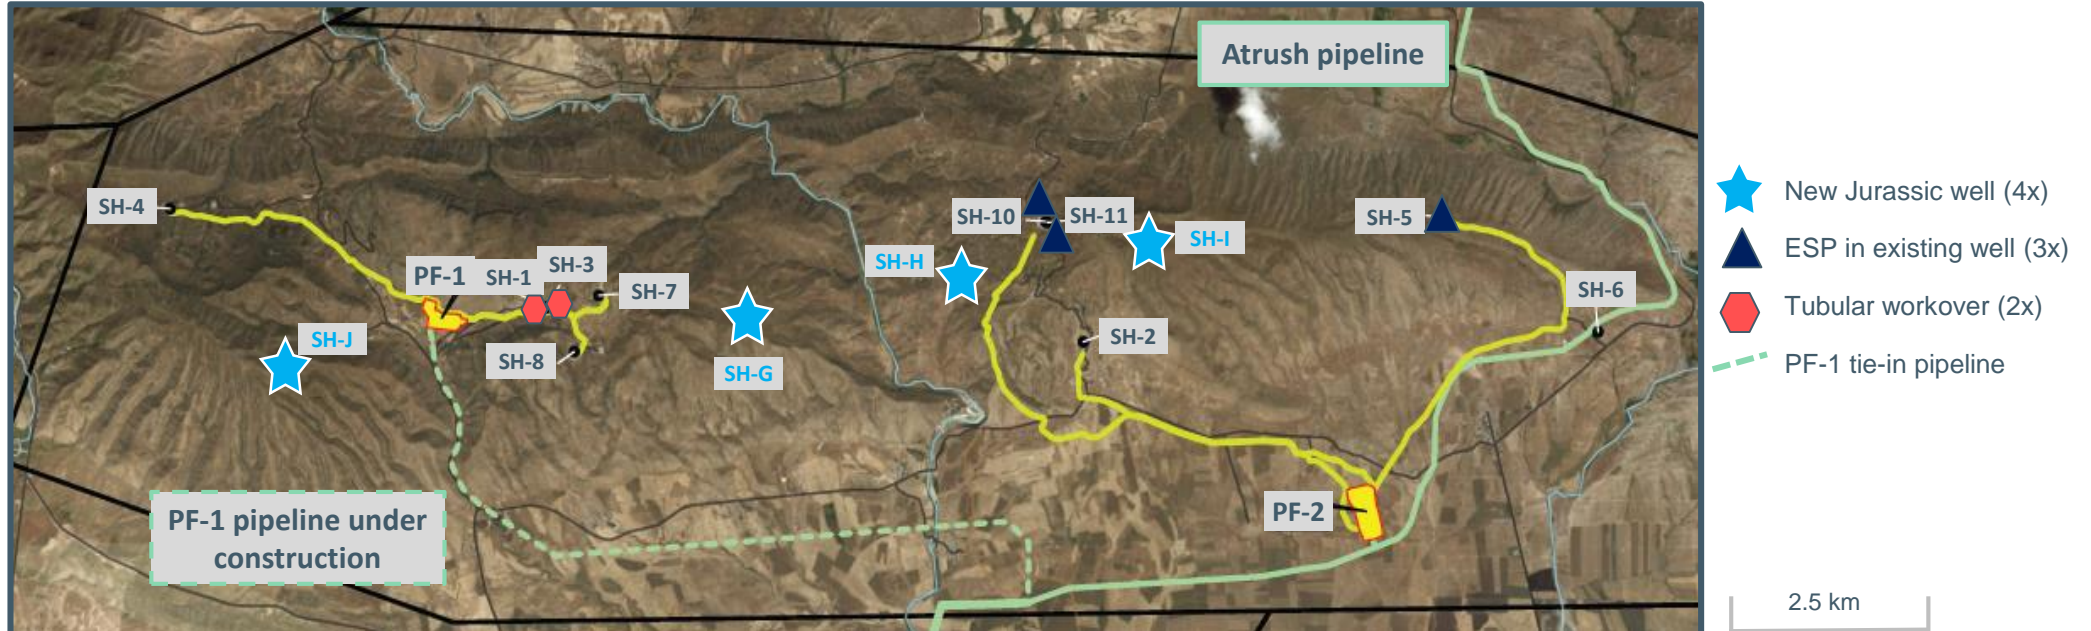 Atrush pipeline
SH-4
SH-10
SH-11
SH-5
SH-I
SH-H
PF-1
SH-1
SH-3
SH-7
SH-6
SH-J
SH-8
SH-G
SH-2
PF-2
PF-1 pipeline under
construction
New Jurassic well (4x)
ESP in existing well (3x)
Tubular workover (2x)
PF-1 tie-in pipeline
2.5 km